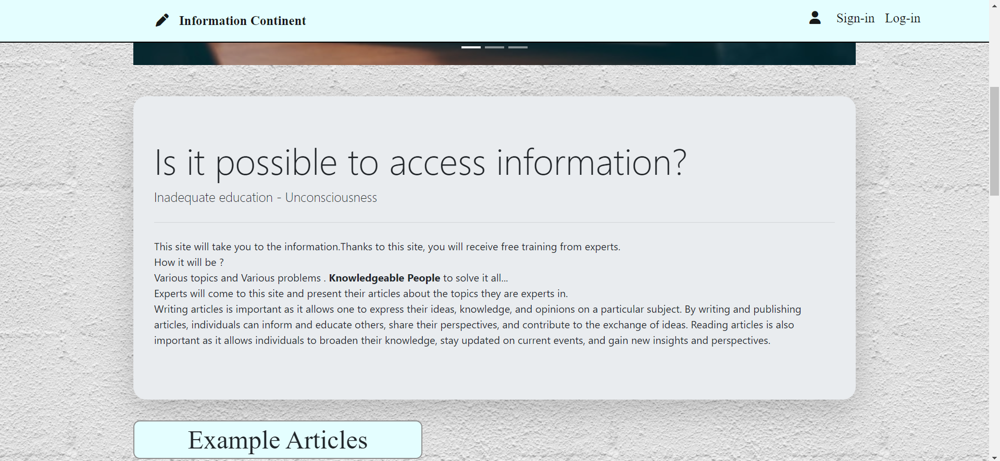 Information Continent
Sign-in Log-in
Is it possible to access information?
Inadequate education - Unconsciousness
This site will take you to the information.Thanks to this site, you will receive free training from experts.
How it will be ?
Various topics and Various problems . Knowledgeable People to solve it all...
Experts will come to this site and present their articles about the topics they are experts in.
Writing articles is important as it allows one to express their ideas, knowledge, and opinions on a particular subject. By writing and publishing
articles, individuals can inform and educate others, share their perspectives, and contribute to the exchange of ideas. Reading articles is also
important as it allows individuals to broaden their knowledge, stay updated on current events, and gain new insights and perspectives.
Example Articles